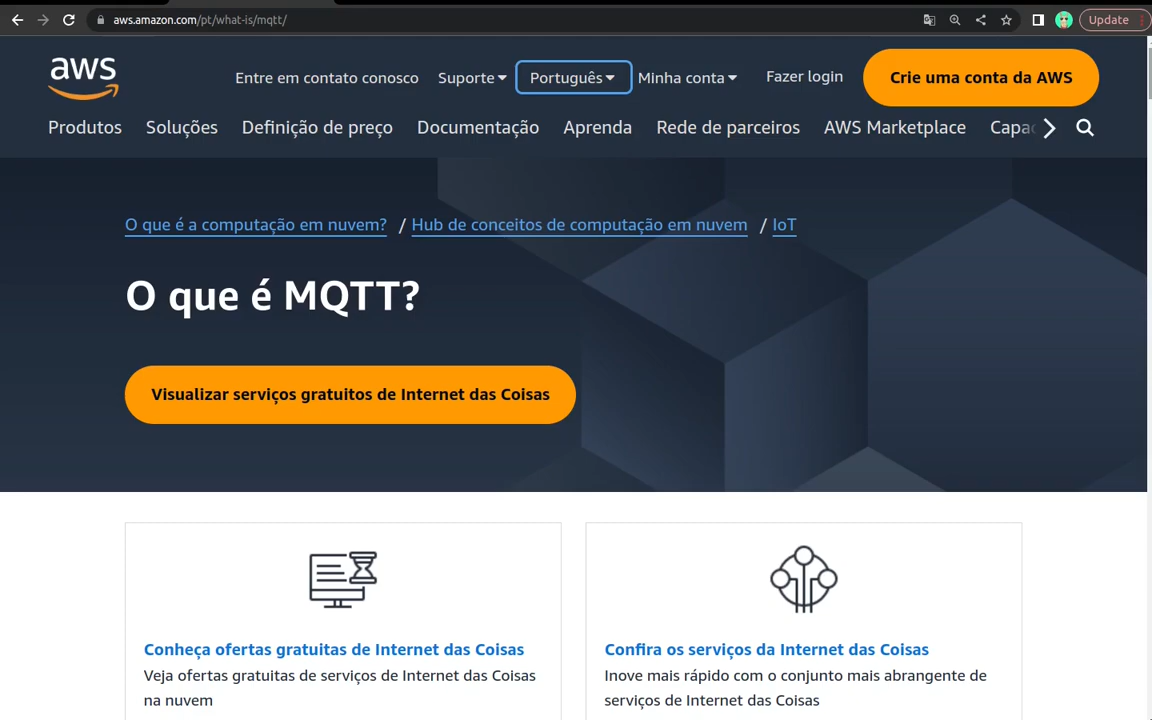 aws.amazon.com/pt/what-is/mqtt/
Update
aws
Entre em contato conosco
Suporte
Português
Minha conta
Fazer login
Crie uma conta da AWS
Produtos
Soluções
Definição de preço
Documentação
Aprenda
Rede de parceiros
AWS Marketplace
Capac
O que é a computação em nuvem? / Hub de conceitos de computação em nuvem / IoT
O que é MQTT?
Visualizar serviços gratuitos de Internet das Coisas
Conheça ofertas gratuitas de Internet das Coisas
Veja ofertas gratuitas de serviços de Internet das Coisas
na nuvem
Confira os serviços da Internet das Coisas
Inove mais rápido com o conjunto mais abrangente de
serviços de Internet das Coisas